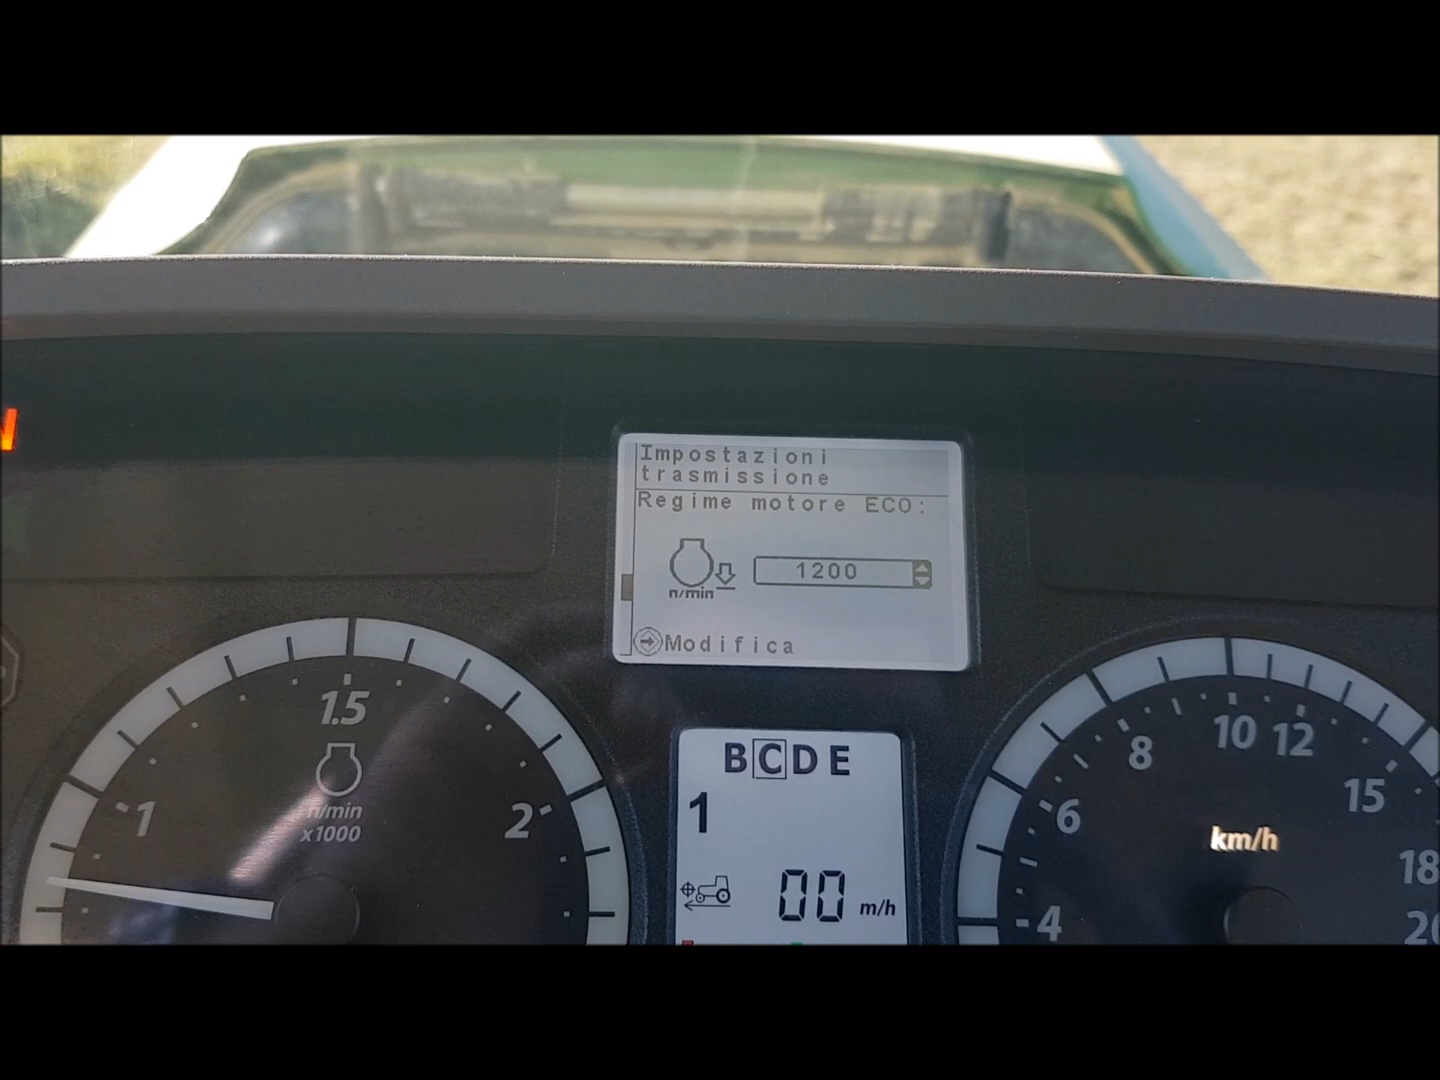 Impostazioni
trasmissione
Regime motore ECO:
n/min
1200
Modifica
1
1.5
2
n/min
x1000
B C D E
1
00 m/h
4
6
8
10
12
15
18
km/h